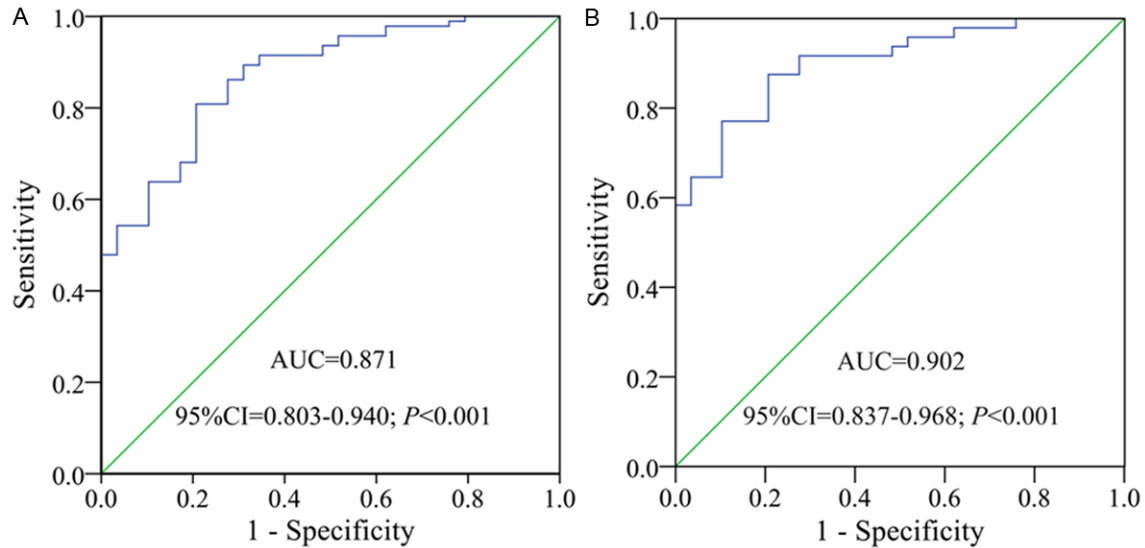 A
1.0
0.8
0.6
0.4
0.2
0.0
Sensitivity
AUC=0.871
95%CI=0.803-0.940; P<0.001
0.0 0.2 0.4 0.6 0.8 1.0
1 - Specificity
B
1.0
0.8
0.6
0.4
0.2
0.0
Sensitivity
AUC=0.902
95%CI=0.837-0.968; P<0.001
0.0 0.2 0.4 0.6 0.8 1.0
1 - Specificity